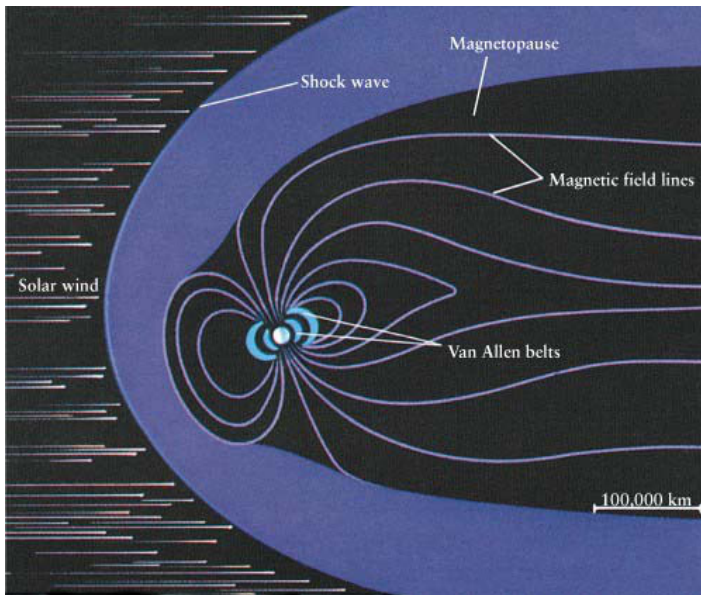 Magnetopause
Shock wave
Magnetic field lines
Solar wind
Van Allen belts
100,000 km